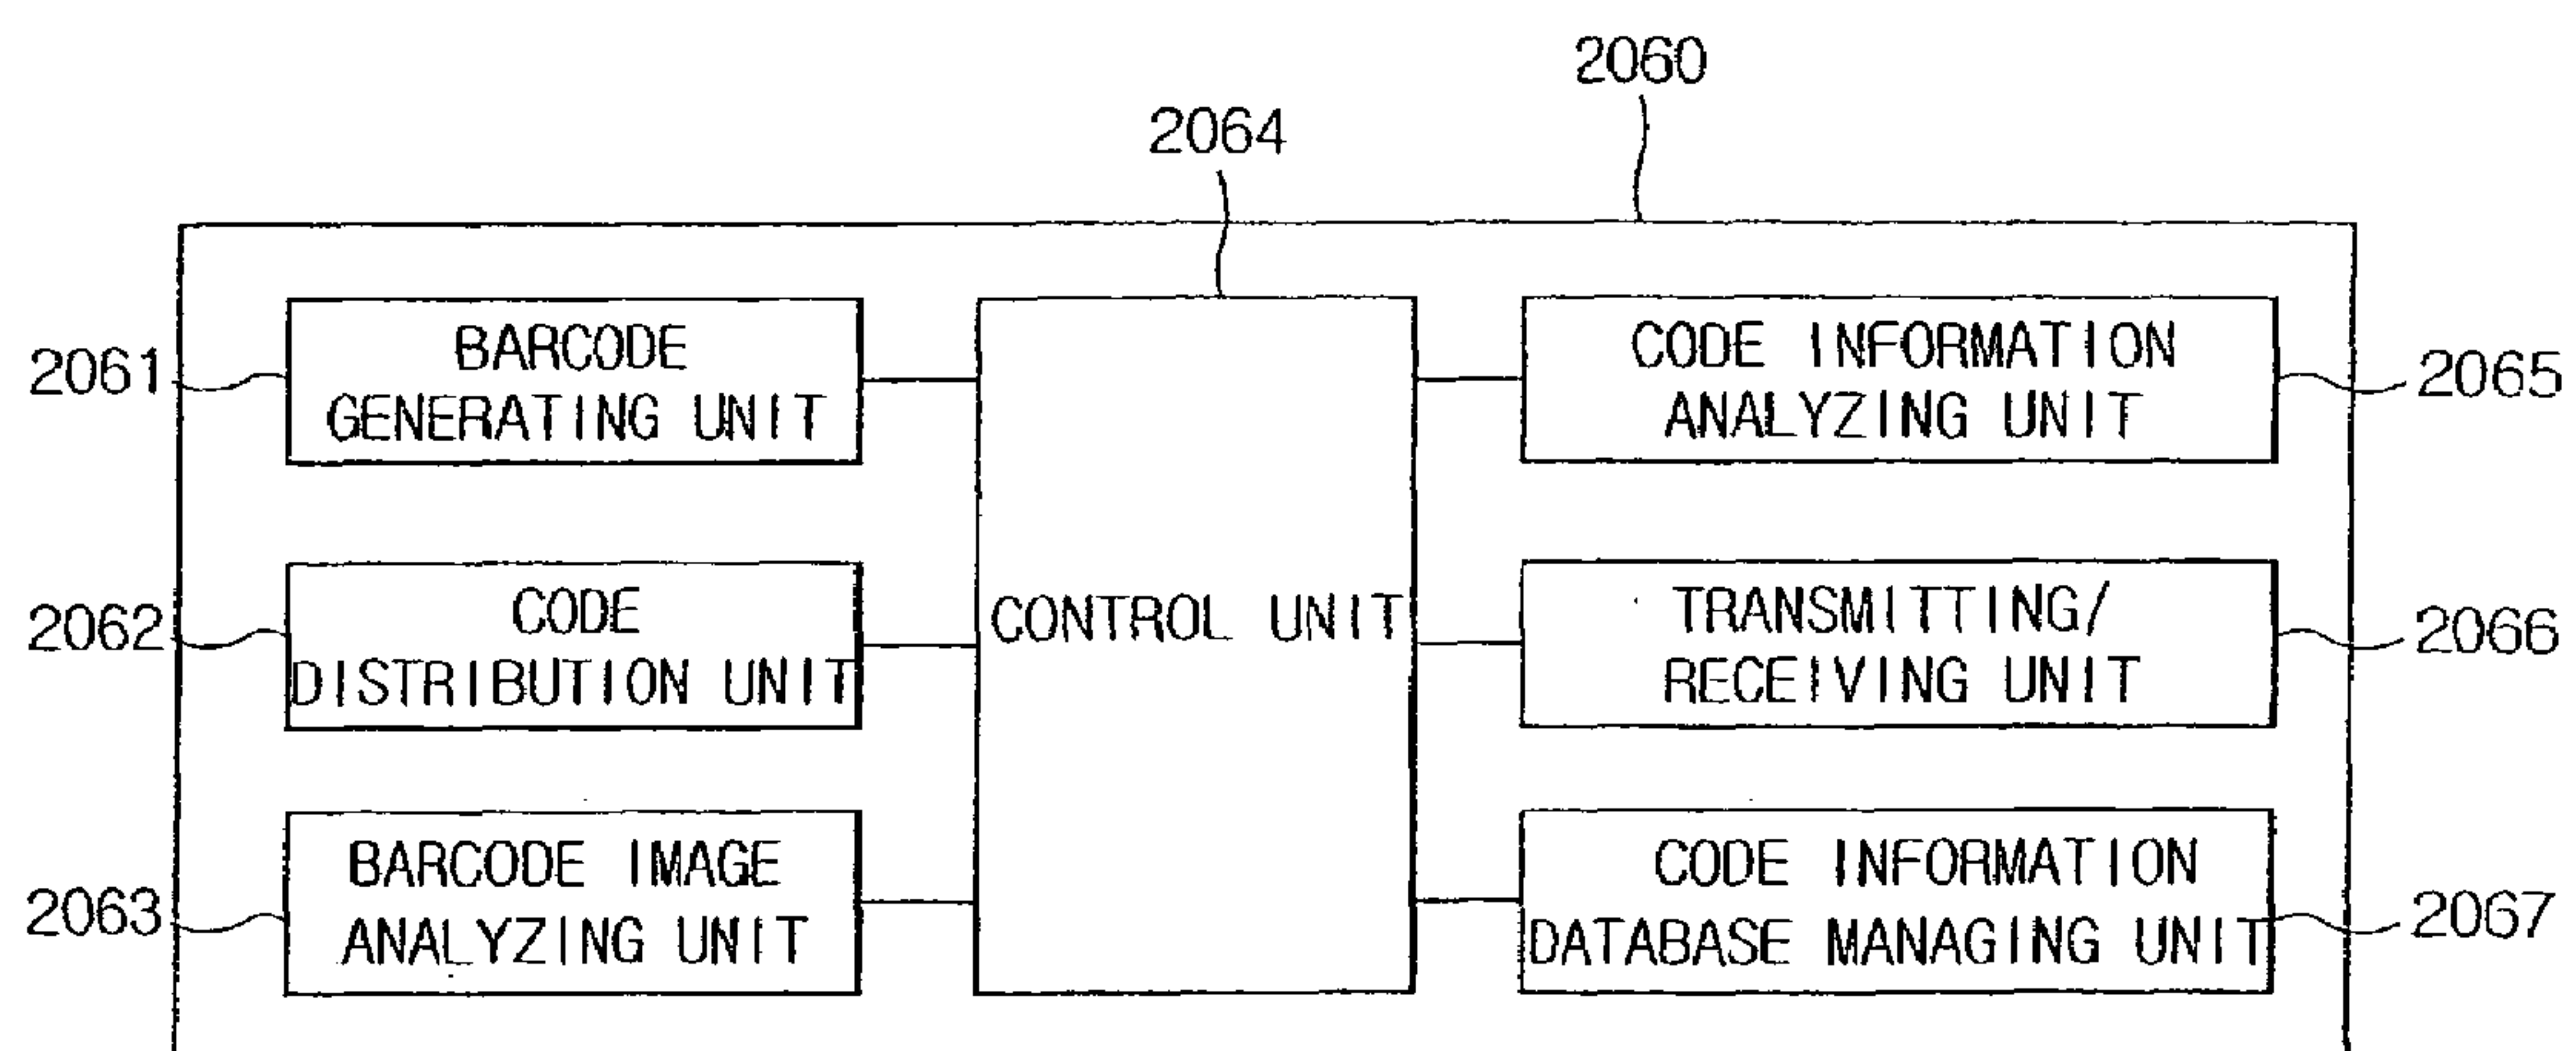 2060
2064
2061
BARCODE
GENERATING UNIT
CODE INFORMATION
ANALYZING UNIT
2065
2062
CODE
DISTRIBUTION UNIT
CONTROL UNIT
TRANSMITTING/
RECEIVING UNIT
2066
2063
BARCODE IMAGE
ANALYZING UNIT
CODE INFORMATION
DATABASE MANAGING UNIT
2067